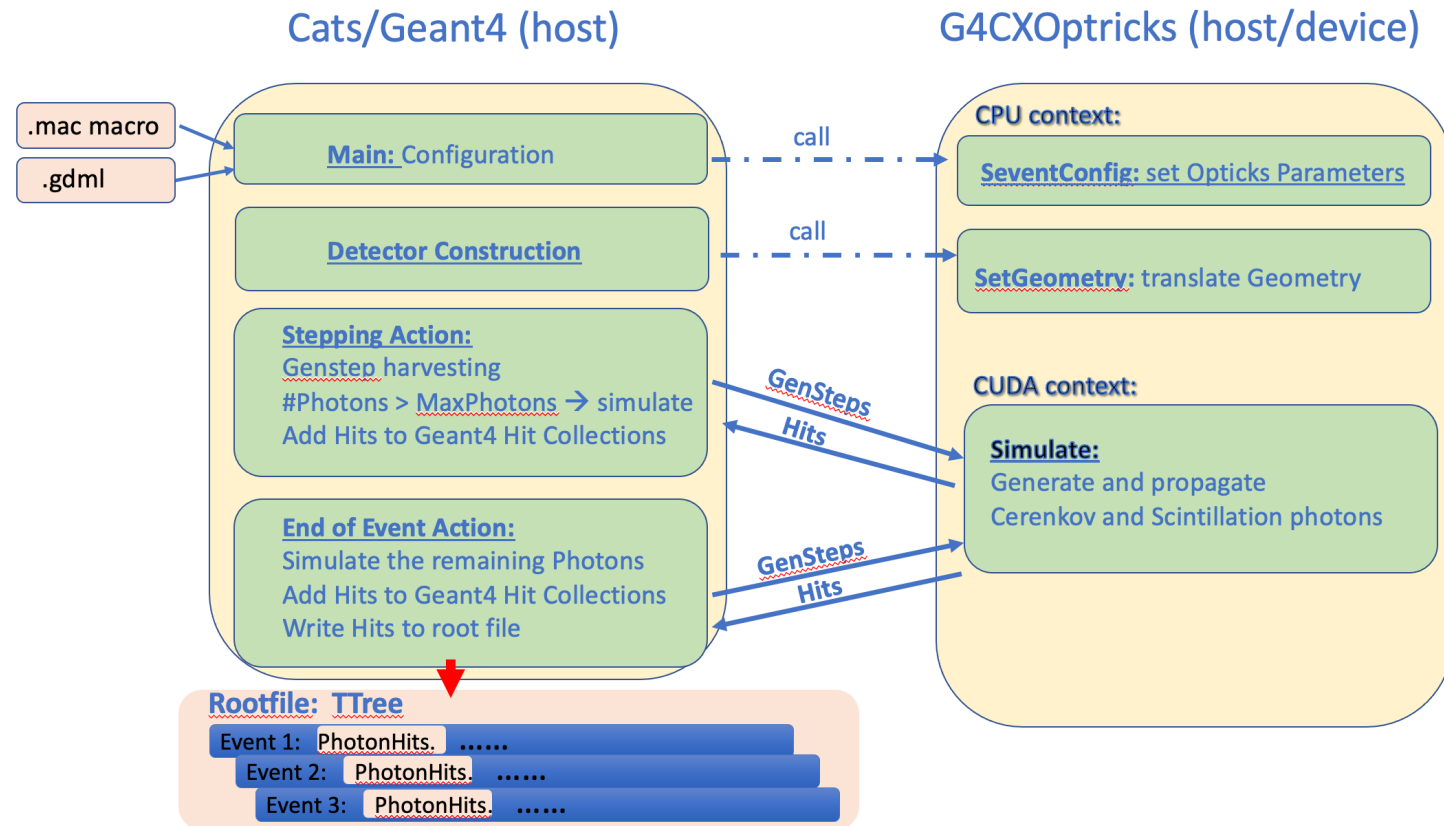 Cats/Geant4 (host)
G4CXOptricks (host/device)
.mac macro
.gdml
Main: Configuration
call
CPU context:
SeventConfig: set Opticks Parameters
Detector Construction
call
SetGeometry: translate Geometry
Stepping Action:
Genstep harvesting
#Photons > MaxPhotons → simulate
Add Hits to Geant4 Hit Collections
GenSteps
Hits
CUDA context:
Simulate:
Generate and propagate
Cerenkov and Scintillation photons
End of Event Action:
Simulate the remaining Photons
Add Hits to Geant4 Hit Collections
Write Hits to root file
GenSteps
Hits
Rootfile: TTree
Event 1: PhotonHits. ......
Event 2: PhotonHits. ......
Event 3: PhotonHits. ......